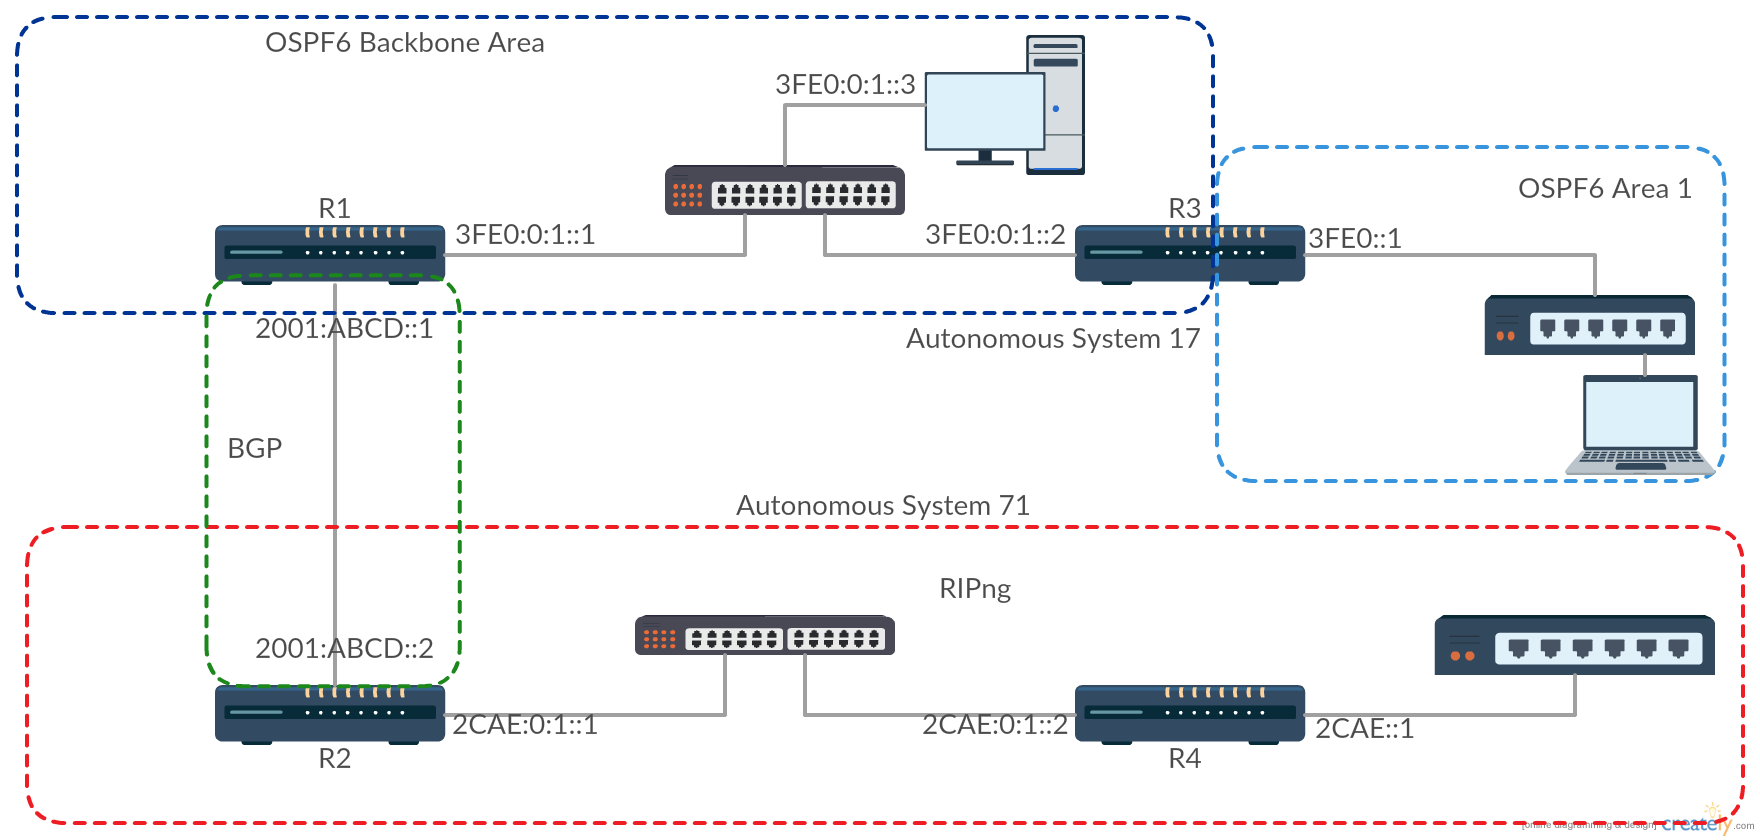 OSPF6 Backbone Area
3FE0:0:1::3
OSPF6 Area 1
R1
R3
3FE0:0:1::1
3FE0:0:1::2
3FE0::1
2001:ABCD::1
Autonomous System 17
BGP
Autonomous System 71
RIPng
2001:ABCD::2
2CAE:0:1::1
2CAE:0:1::2
2CAE::1
R2
R4
[online diagramming & design] creately.com